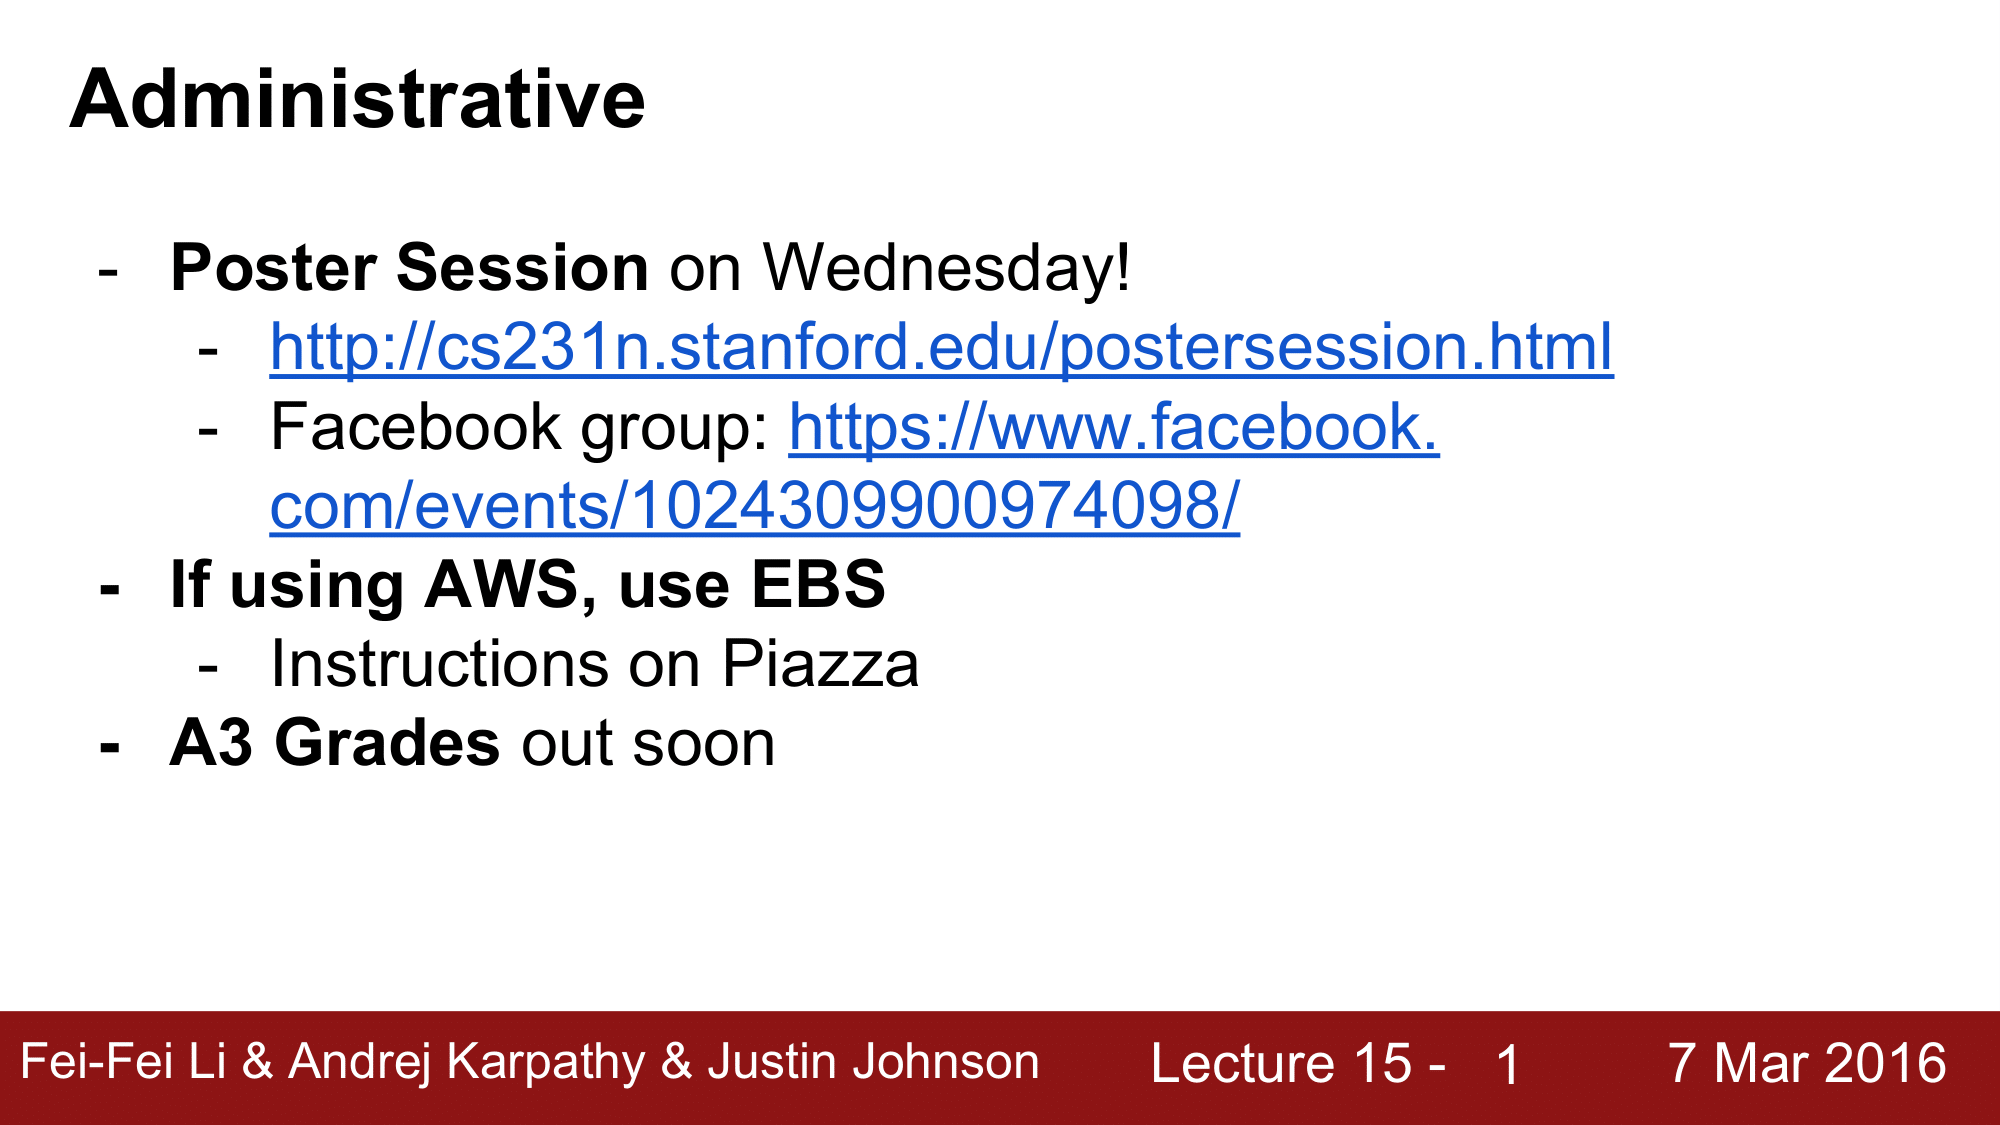 Administrative
- Poster Session on Wednesday!
- http://cs231n.stanford.edu/postersession.html
- Facebook group: https://www.facebook.
com/events/1024309900974098/
- If using AWS, use EBS
- Instructions on Piazza
- A3 Grades out soon
Fei-Fei Li & Andrej Karpathy & Justin Johnson Lecture 15 - 1 7 Mar 2016